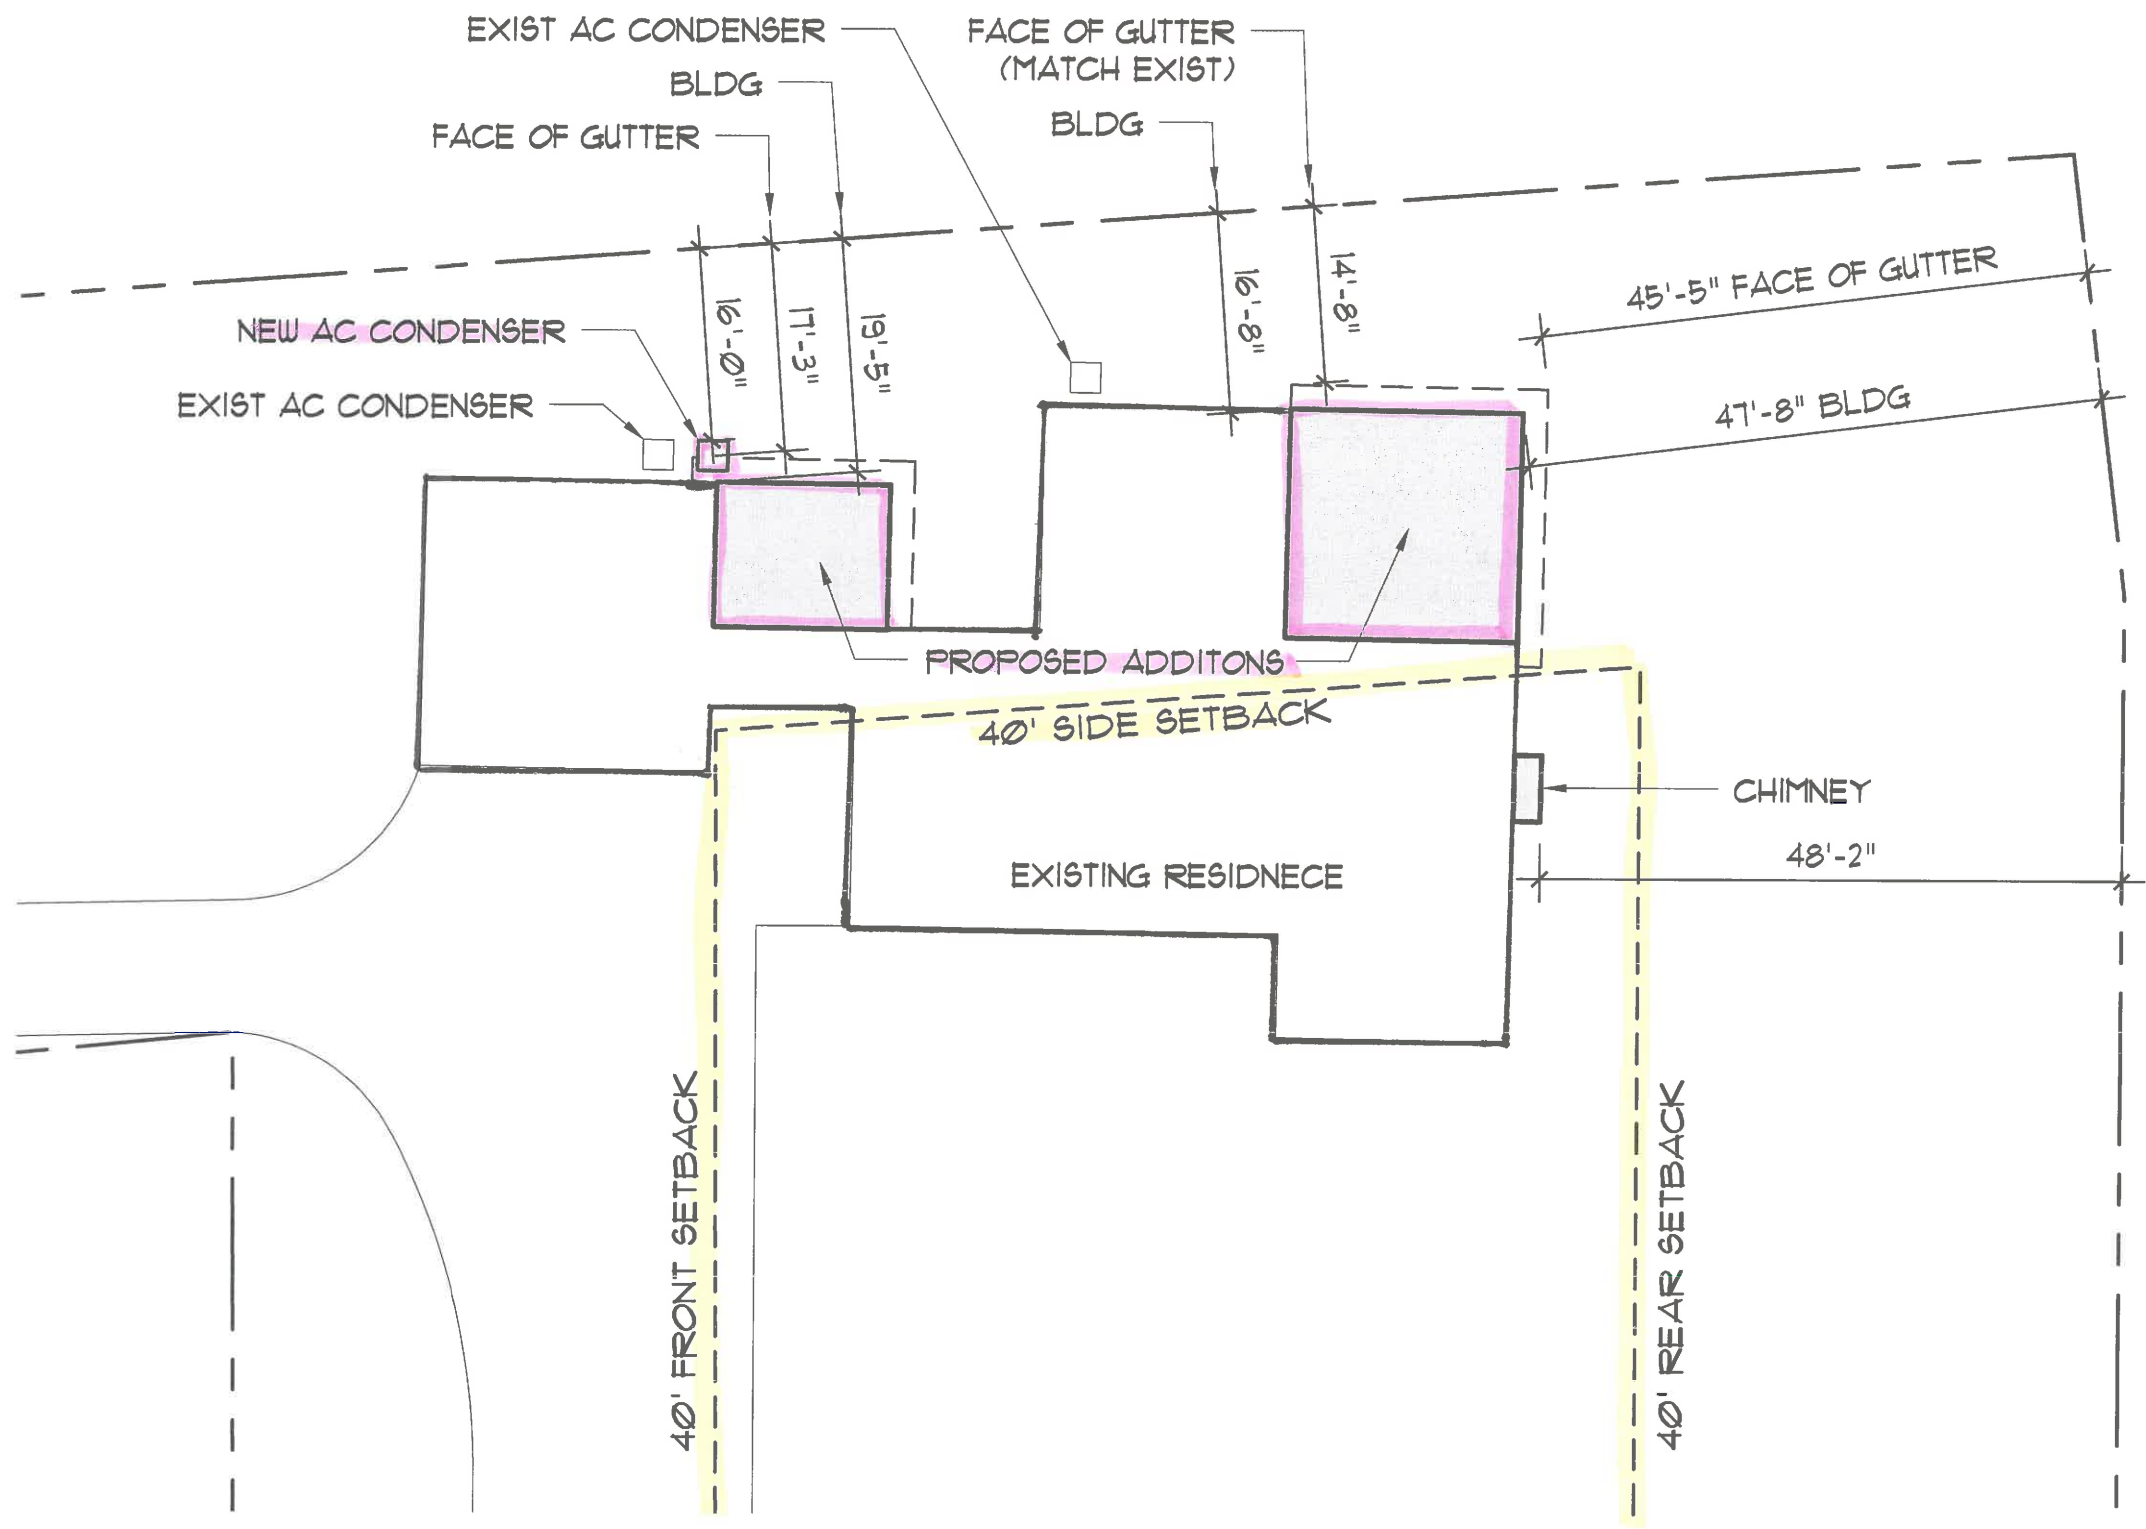 EXIST AC CONDENSER
FACE OF GUTTER
(MATCH EXIST)
BLDG
BLDG
FACE OF GUTTER
14'-8"
16'-8"
45'-5" FACE OF GUTTER
NEW AC CONDENSER
16'-0"
17'-3"
19'-5"
EXIST AC CONDENSER
47'-8" BLDG
PROPOSED ADDITONS
40' SIDE SETBACK
CHIMNEY
48'-2"
EXISTING RESIDNECE
40' FRONT SETBACK
40' REAR SETBACK